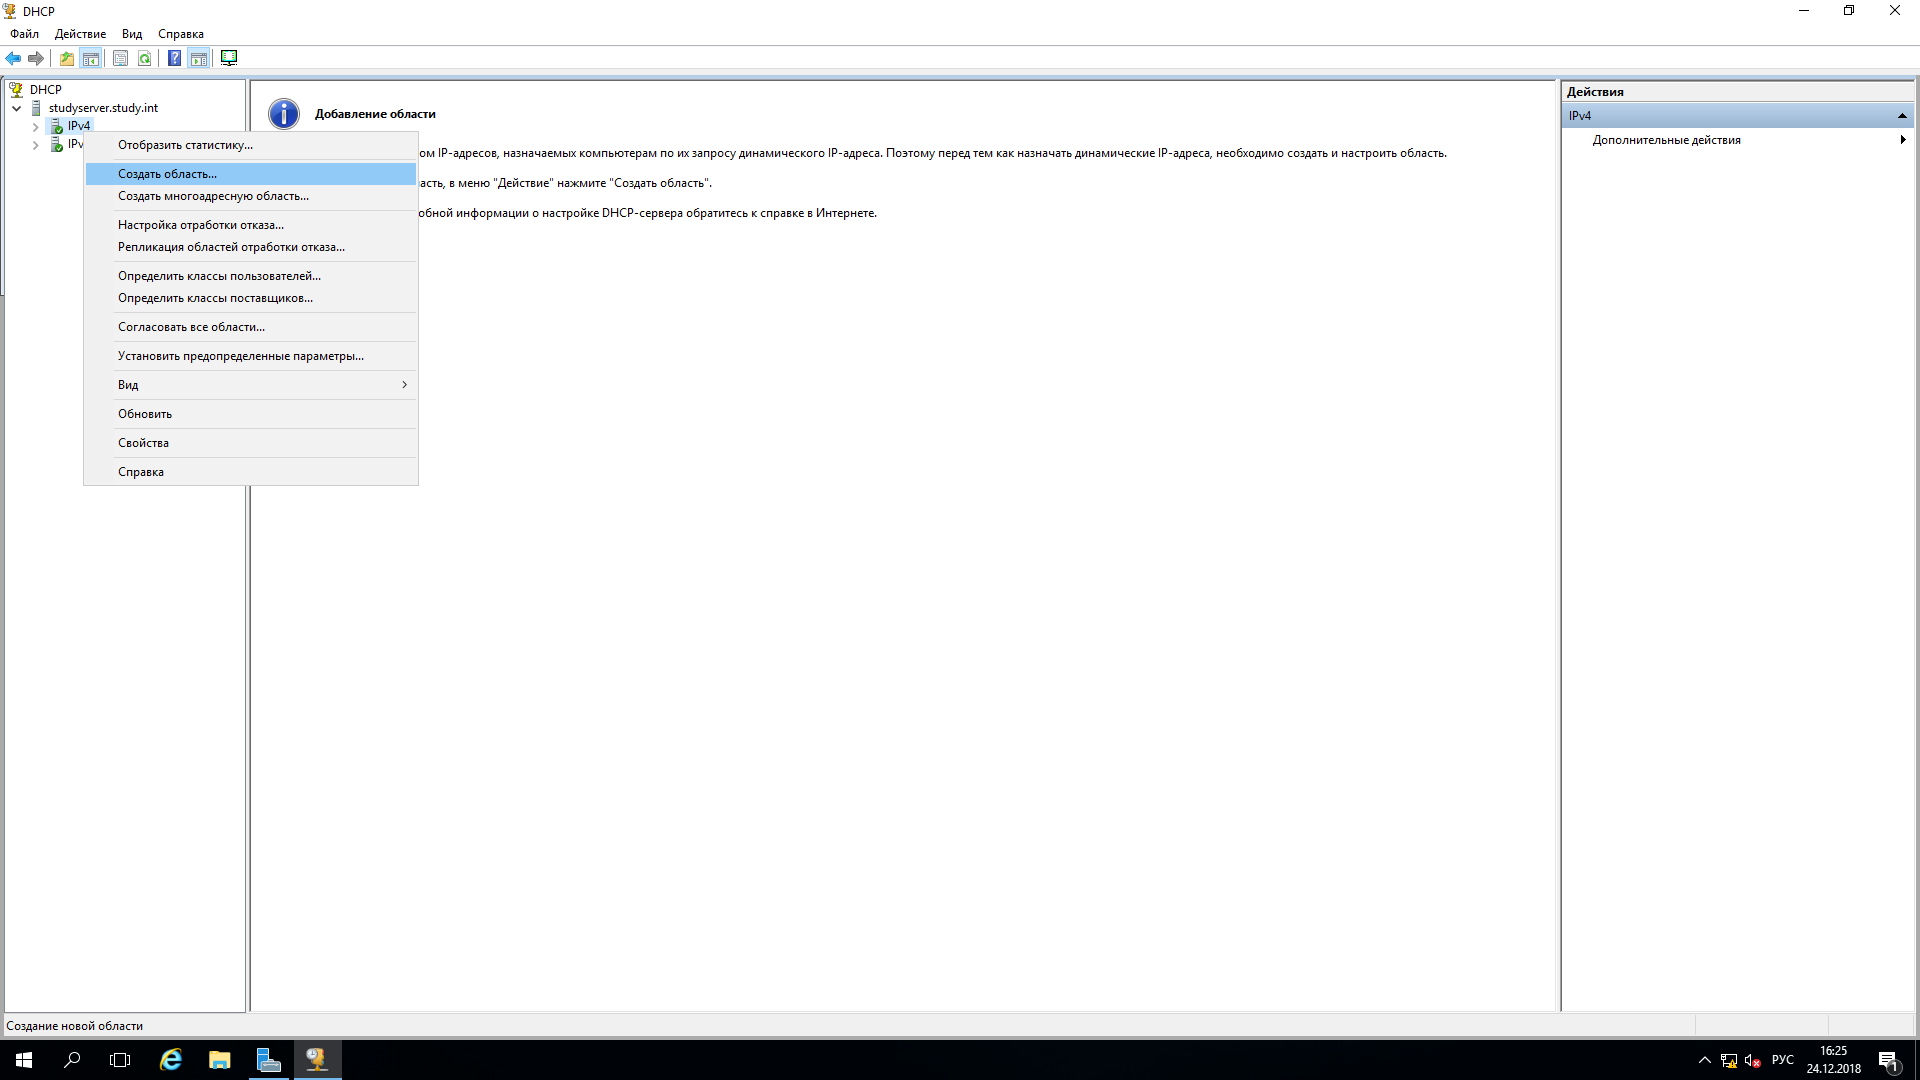 DHCP
Файл Действие Вид Справка
DHCP
studyserver.study.int
IPv4
IPv
Отобразить статистику...
Создать область...
Создать многоадресную область...
Настройка отработки отказа...
Репликация областей отработки отказа...
Определить классы пользователей...
Определить классы поставщиков...
Согласовать все области...
Установить предопределенные параметры...
Вид
Обновить
Свойства
Справка
Добавление области
ом IP-адресов, назначаемых компьютерам по их запросу динамического IP-адреса. Поэтому перед тем как назначать динамические IP-адреса, необходимо создать и настроить область.
асть, в меню "Действие" нажмите "Создать область".
обной информации о настройке DHCP-сервера обратитесь к справке в Интернете.
Действия
IPv4
Дополнительные действия
Создание новой области
РУС
16:25
24.12.2018
1